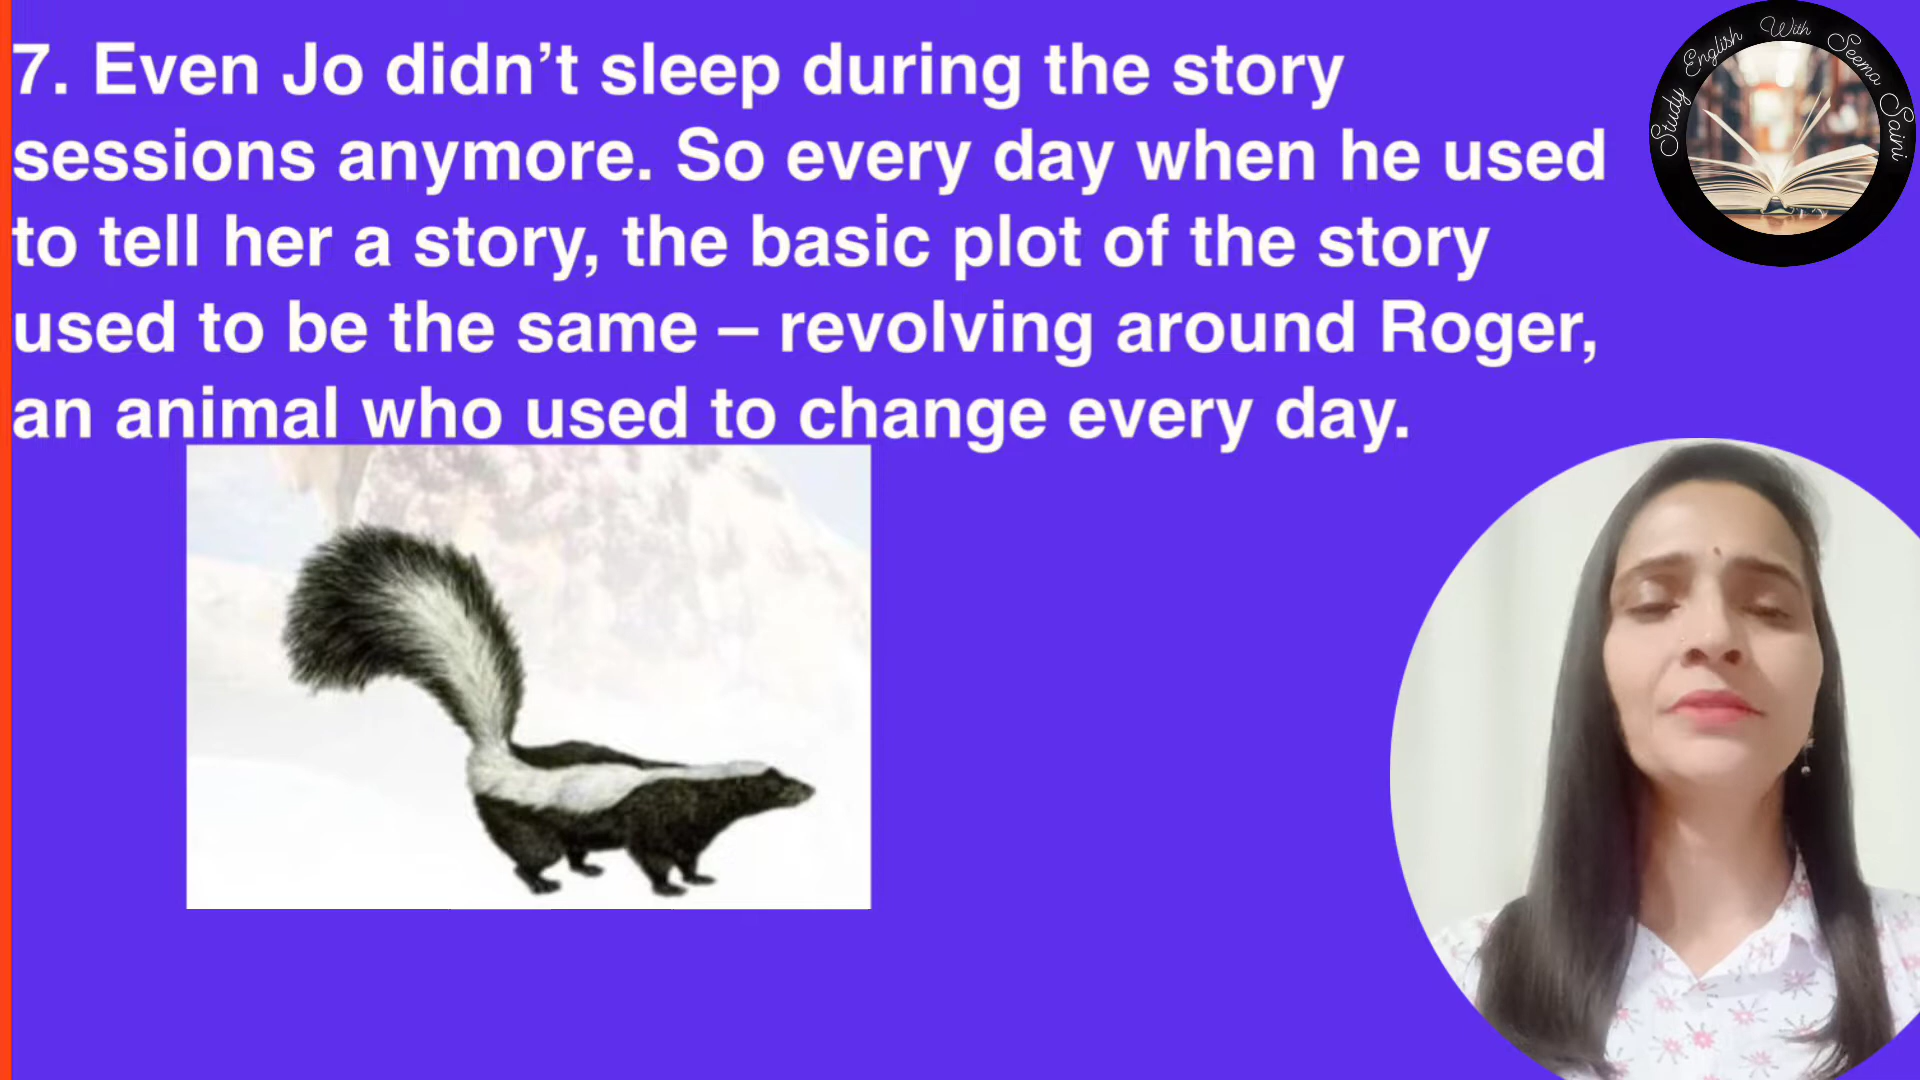 7. Even Jo didn’t sleep during the story
sessions anymore. So every day when he used
to tell her a story, the basic plot of the story
used to be the same – revolving around Roger,
an animal who used to change every day.
Study English With Seema Saini